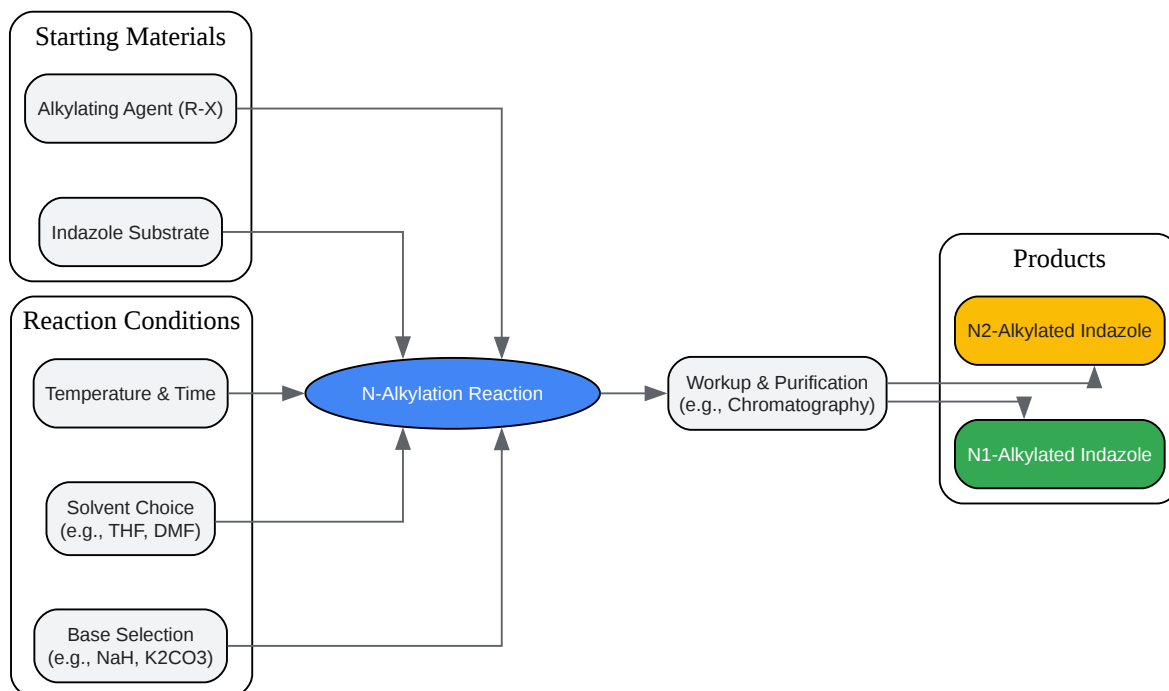 Starting Materials
Alkylating Agent (R-X)
Indazole Substrate
Reaction Conditions
Temperature & Time
Solvent Choice
(e.g., THF, DMF)
Base Selection
(e.g., NaH, K2CO3)
N-Alkylation Reaction
Workup & Purification
(e.g., Chromatography)
Products
N2-Alkylated Indazole
N1-Alkylated Indazole